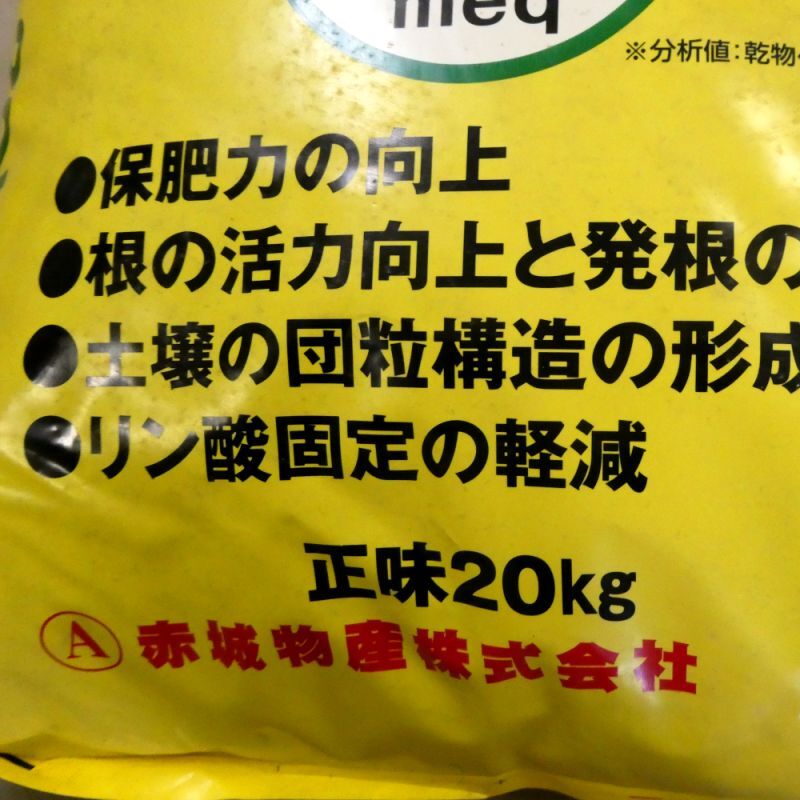 meq
※分析値：乾物
●保肥力の向上
●根の活力向上と発根の
●土壌の団粒構造の形成
●リン酸固定の軽減
正味20kg
Ⓐ赤城物産株式会社